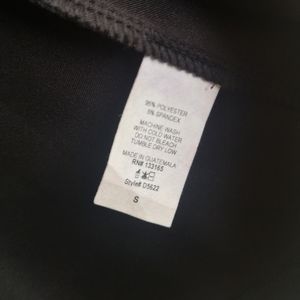 95% POLYESTER
5% SPANDEX
MACHINE WASH
WITH COLD WATER
DO NOT BLEACH
TUMBLE DRY LOW
MADE IN GUATEMALA
RN# 133165
Style# D5622
S